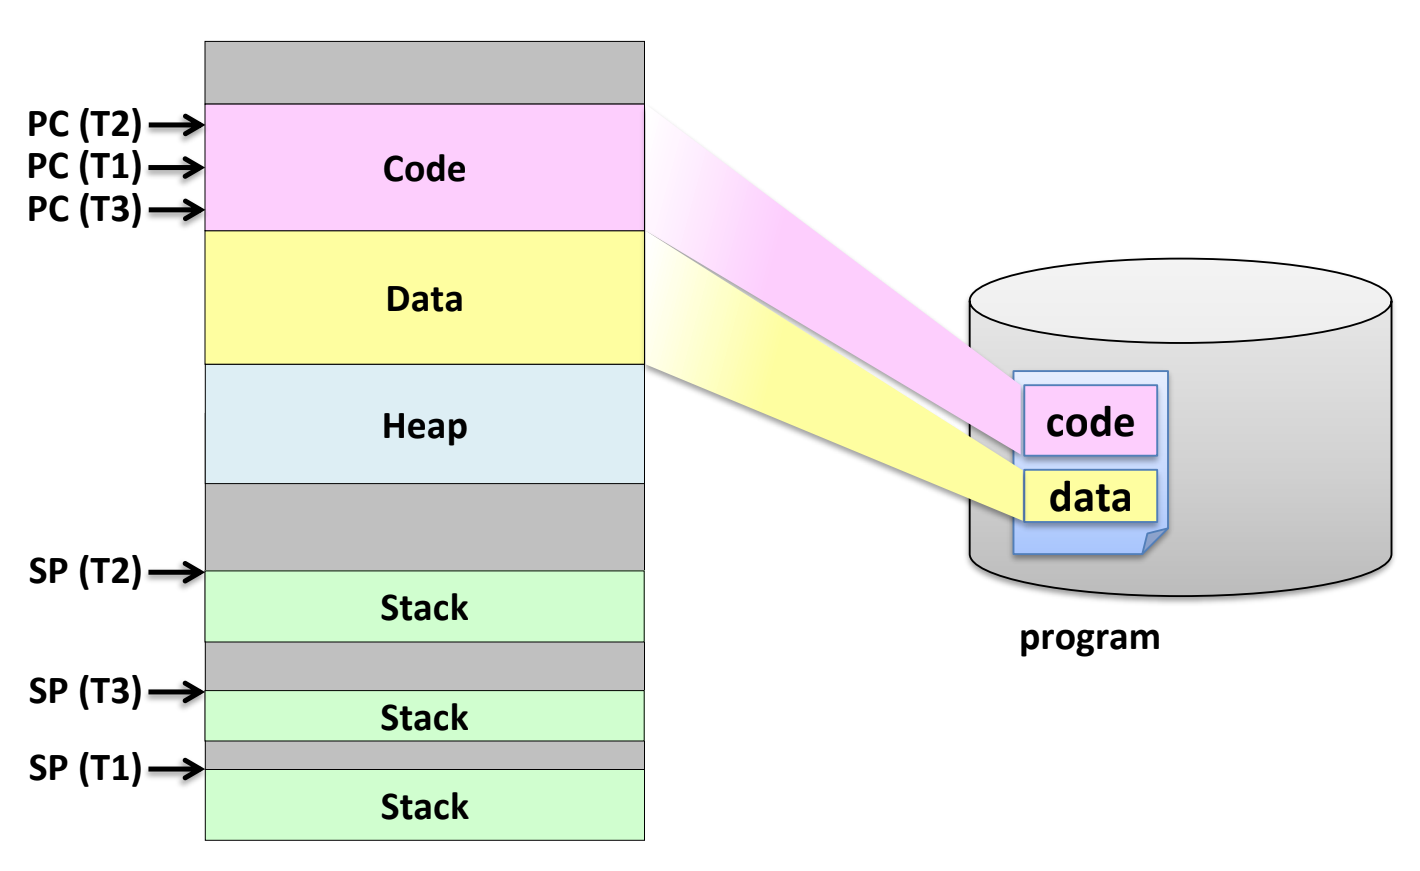 PC (T2)
PC (T1)
PC (T3)
Code
Data
Heap
SP (T2)
Stack
SP (T3)
Stack
SP (T1)
Stack
code
data
program